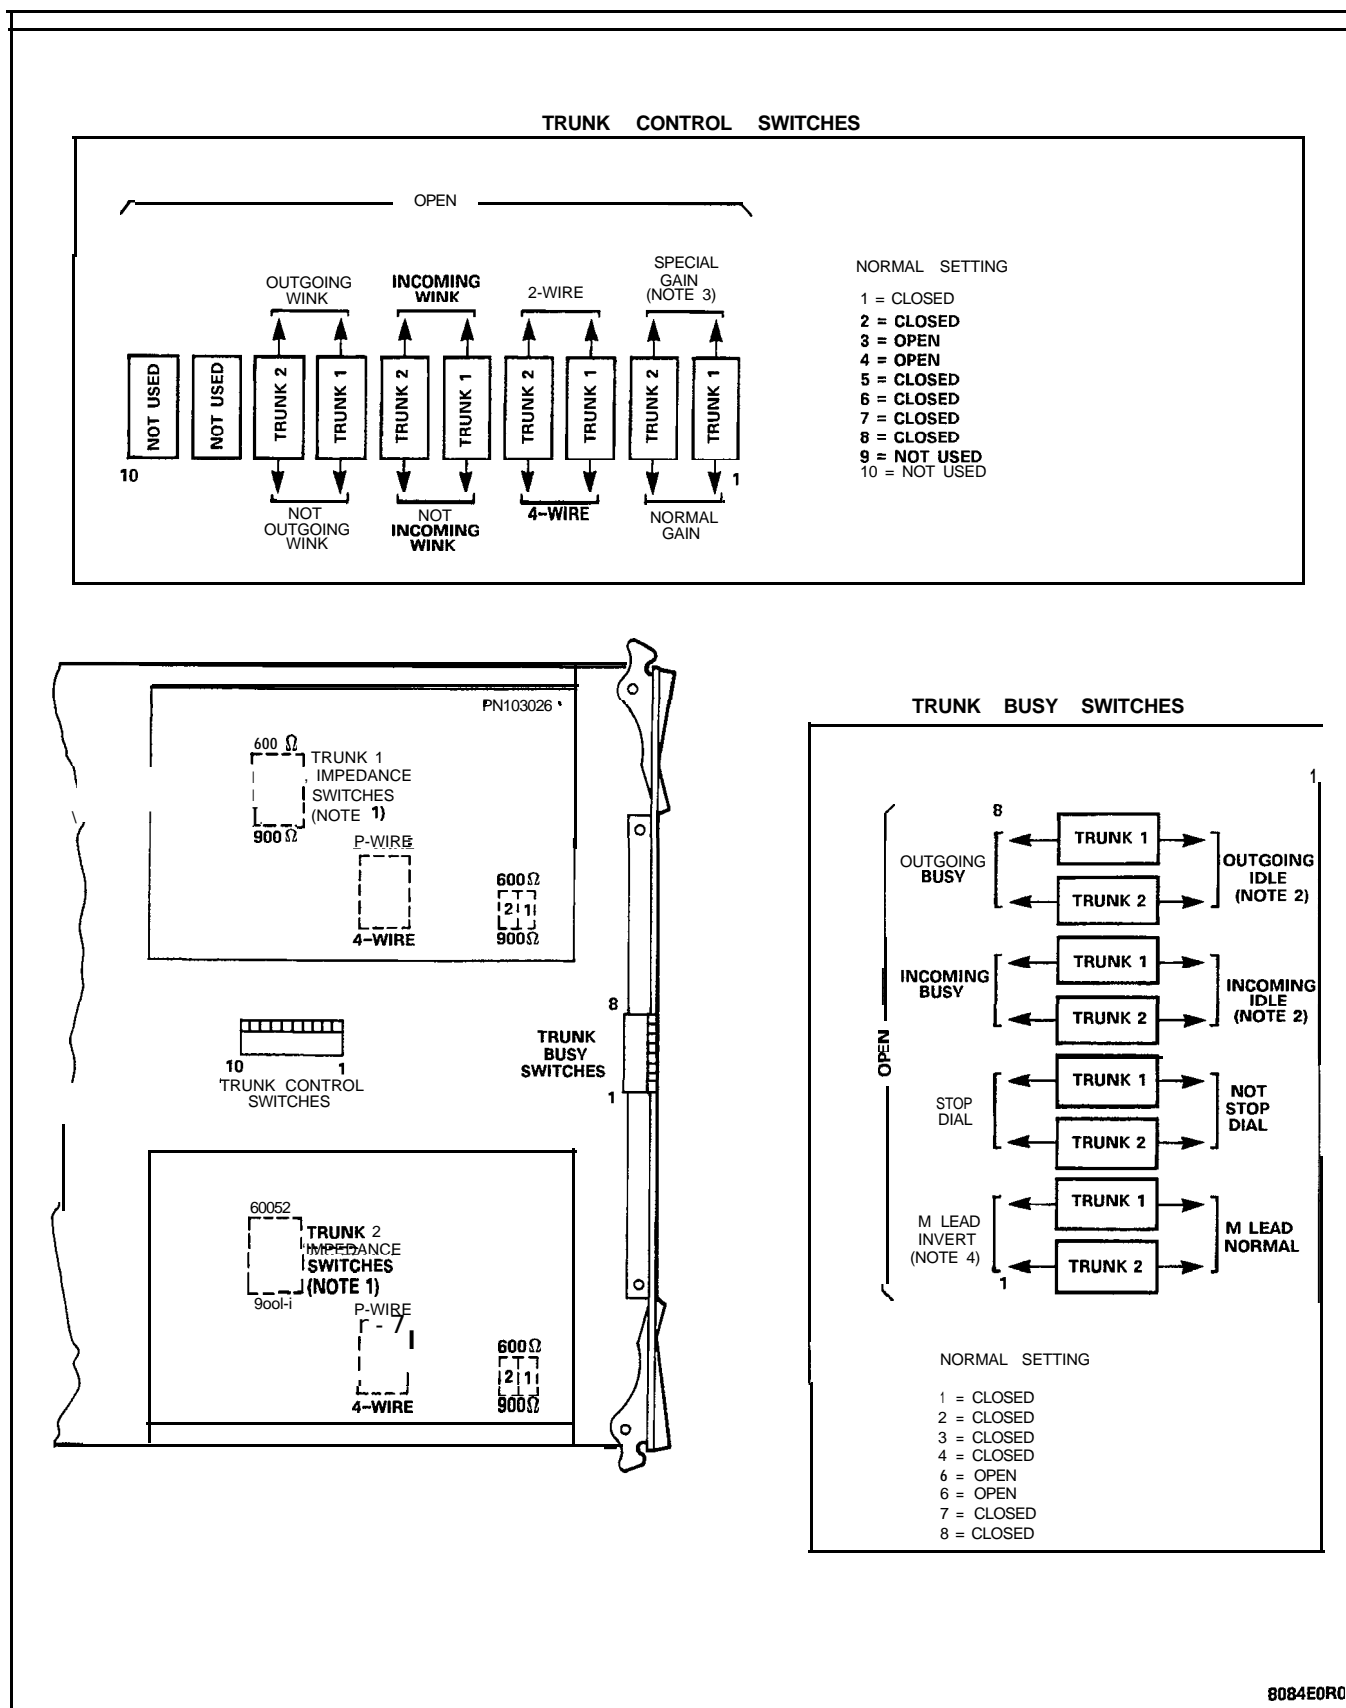 TRUNK CONTROL SWITCHES
OPEN
OUTGOING
WINK
INCOMING
WINK
2-WIRE
SPECIAL
GAIN
(NOTE 3)
NOT USED
NOT USED
TRUNK 2
TRUNK 1
TRUNK 2
TRUNK 1
TRUNK 2
TRUNK 1
TRUNK 2
TRUNK 1
10
1
NOT
OUTGOING
WINK
NOT
INCOMING
WINK
4-WIRE
NORMAL
GAIN
NORMAL SETTING
1 = CLOSED
2 = CLOSED
3 = OPEN
4 = OPEN
5 = CLOSED
6 = CLOSED
7 = CLOSED
8 = CLOSED
9 = NOT USED
10 = NOT USED
PN103026
600 Ω
TRUNK 1
IMPEDANCE
SWITCHES
(NOTE 1)
900 Ω
P-WIRE
4-WIRE
600Ω
2 1
900Ω
10 1
TRUNK CONTROL
SWITCHES
8
TRUNK
BUSY
SWITCHES
1
60052
TRUNK 2
IMPEDANCE
SWITCHES
(NOTE 1)
9ool-i
P-WIRE
r - 7
4-WIRE
600Ω
2 1
900Ω
TRUNK BUSY SWITCHES
1
8
OPEN
OUTGOING
BUSY
TRUNK 1
TRUNK 2
OUTGOING
IDLE
(NOTE 2)
INCOMING
BUSY
TRUNK 1
TRUNK 2
INCOMING
IDLE
(NOTE 2)
STOP
DIAL
TRUNK 1
TRUNK 2
NOT
STOP
DIAL
M LEAD
INVERT
(NOTE 4)
TRUNK 1
TRUNK 2
M LEAD
NORMAL
1
NORMAL SETTING
1 = CLOSED
2 = CLOSED
3 = CLOSED
4 = CLOSED
6 = OPEN
6 = OPEN
7 = CLOSED
8 = CLOSED
8084E0R0